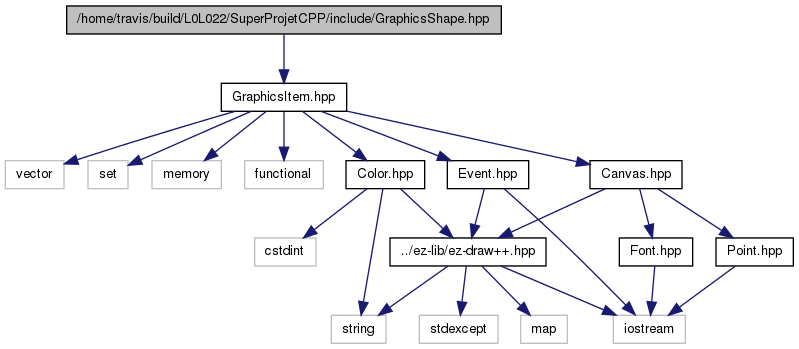 /home/travis/build/L0L022/SuperProjetCPP/include/GraphicsShape.hpp
GraphicsItem.hpp
vector
set
memory
functional
Color.hpp
Event.hpp
Canvas.hpp
cstdint
../ez-lib/ez-draw++.hpp
Font.hpp
Point.hpp
string
stdexcept
map
iostream